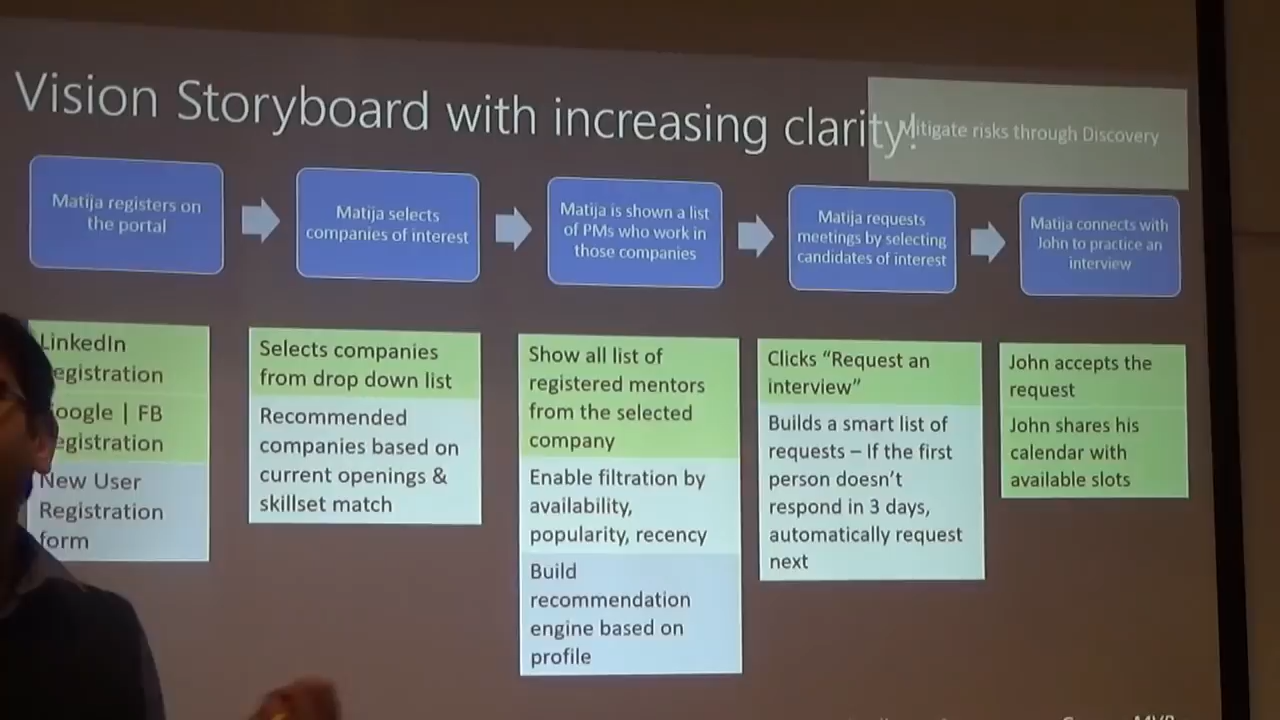 Vision Storyboard with increasing clarity!
Mitigate risks through Discovery
Matija registers on
the portal
Matija selects
companies of interest
Matija is shown a list
of PMs who work in
those companies
Matija requests
meetings by selecting
candidates of interest
Matija connects with
John to practice an
interview
LinkedIn
egistration
oogle | FB
egistration
New User
Registration
form
Selects companies
from drop down list
Recommended
companies based on
current openings &
skillset match
Show all list of
registered mentors
from the selected
company
Enable filtration by
availability,
popularity, recency
Build
recommendation
engine based on
profile
Clicks “Request an
interview”
Builds a smart list of
requests – If the first
person doesn’t
respond in 3 days,
automatically request
next
John accepts the
request
John shares his
calendar with
available slots